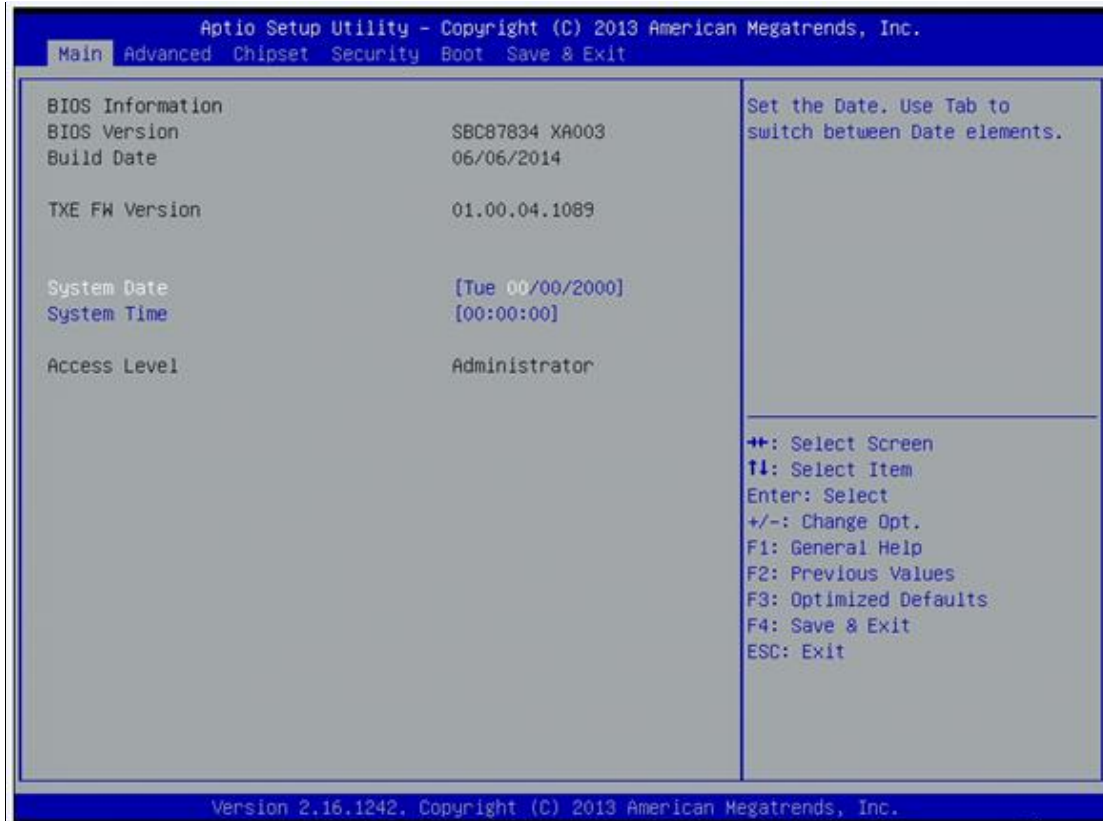 Aptio Setup Utility – Copyright (C) 2013 American Megatrends, Inc.
Main Advanced Chipset Security Boot Save & Exit
BIOS Information
BIOS Version SBC87834 XA003
Build Date 06/06/2014
TXE FW Version 01.00.04.1089
System Date [Tue 00/00/2000]
System Time [00:00:00]
Access Level Administrator
Set the Date. Use Tab to
switch between Date elements.
→←: Select Screen
↑↓: Select Item
Enter: Select
+/-: Change Opt.
F1: General Help
F2: Previous Values
F3: Optimized Defaults
F4: Save & Exit
ESC: Exit
Version 2.16.1242. Copyright (C) 2013 American Megatrends, Inc.